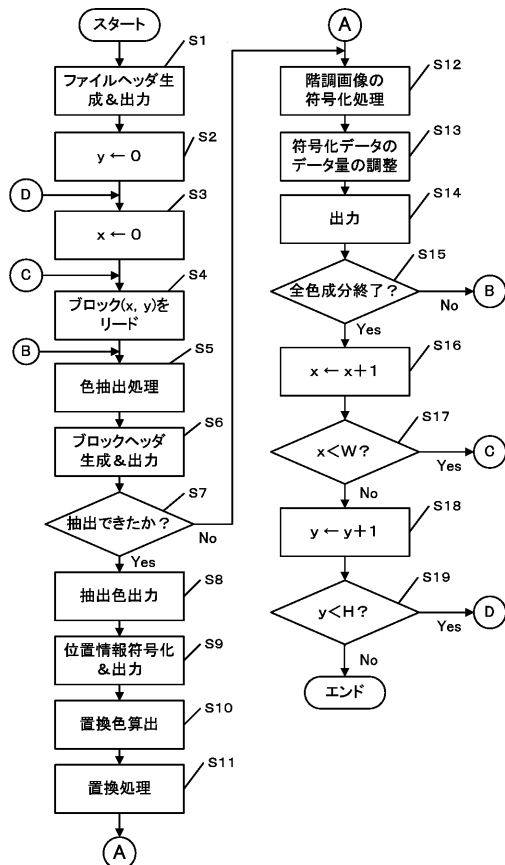 スタート
S1
ファイルヘッダ生
成&出力
S2
y ← 0
D
S3
x ← 0
C
S4
ブロック(x, y)を
リード
B
S5
色抽出処理
S6
ブロックヘッダ
生成&出力
S7
抽出できたか？
No
Yes
S8
抽出色出力
S9
位置情報符号化
&出力
S10
置換色算出
S11
置換処理
A
A
S12
階調画像の
符号化処理
S13
符号化データの
データ量の調整
S14
出力
S15
全色成分終了？
No
B
Yes
S16
x ← x+1
S17
x<W?
Yes
C
No
S18
y ← y+1
S19
y<H?
Yes
D
No
エンド